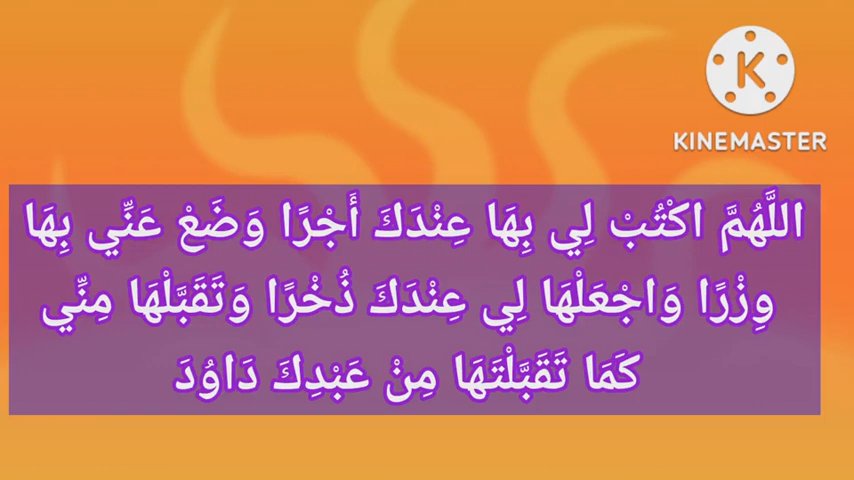 KINEMASTER
اللَّهُمَّ اكْتُبْ لِي بِهَا عِنْدَكَ أَجْرًا وَضَعْ عَنِّي بِهَا
وِزْرًا وَاجْعَلْهَا لِي عِنْدَكَ ذُخْرًا وَتَقَبَّلْهَا مِنِّي
كَمَا تَقَبَّلْتَهَا مِنْ عَبْدِكَ دَاوُدَ